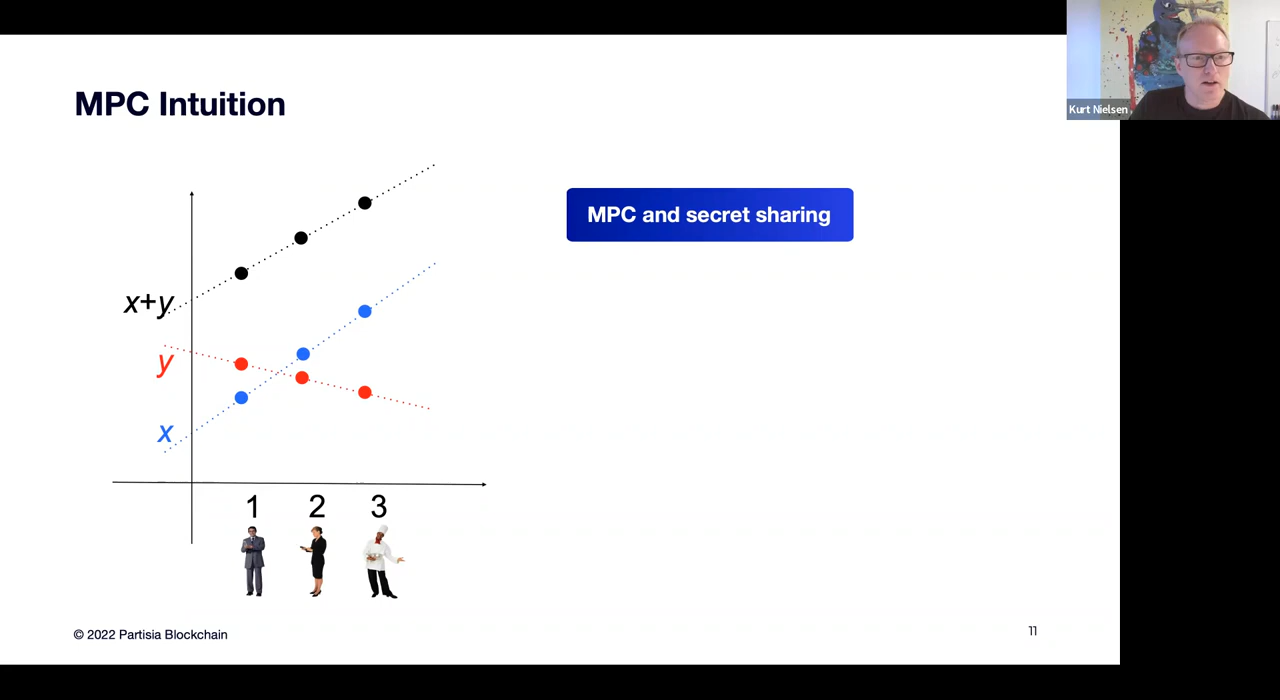 MPC Intuition
Kurt Nielsen
MPC and secret sharing
x+y
y
x
1 2 3
© 2022 Partisia Blockchain
11